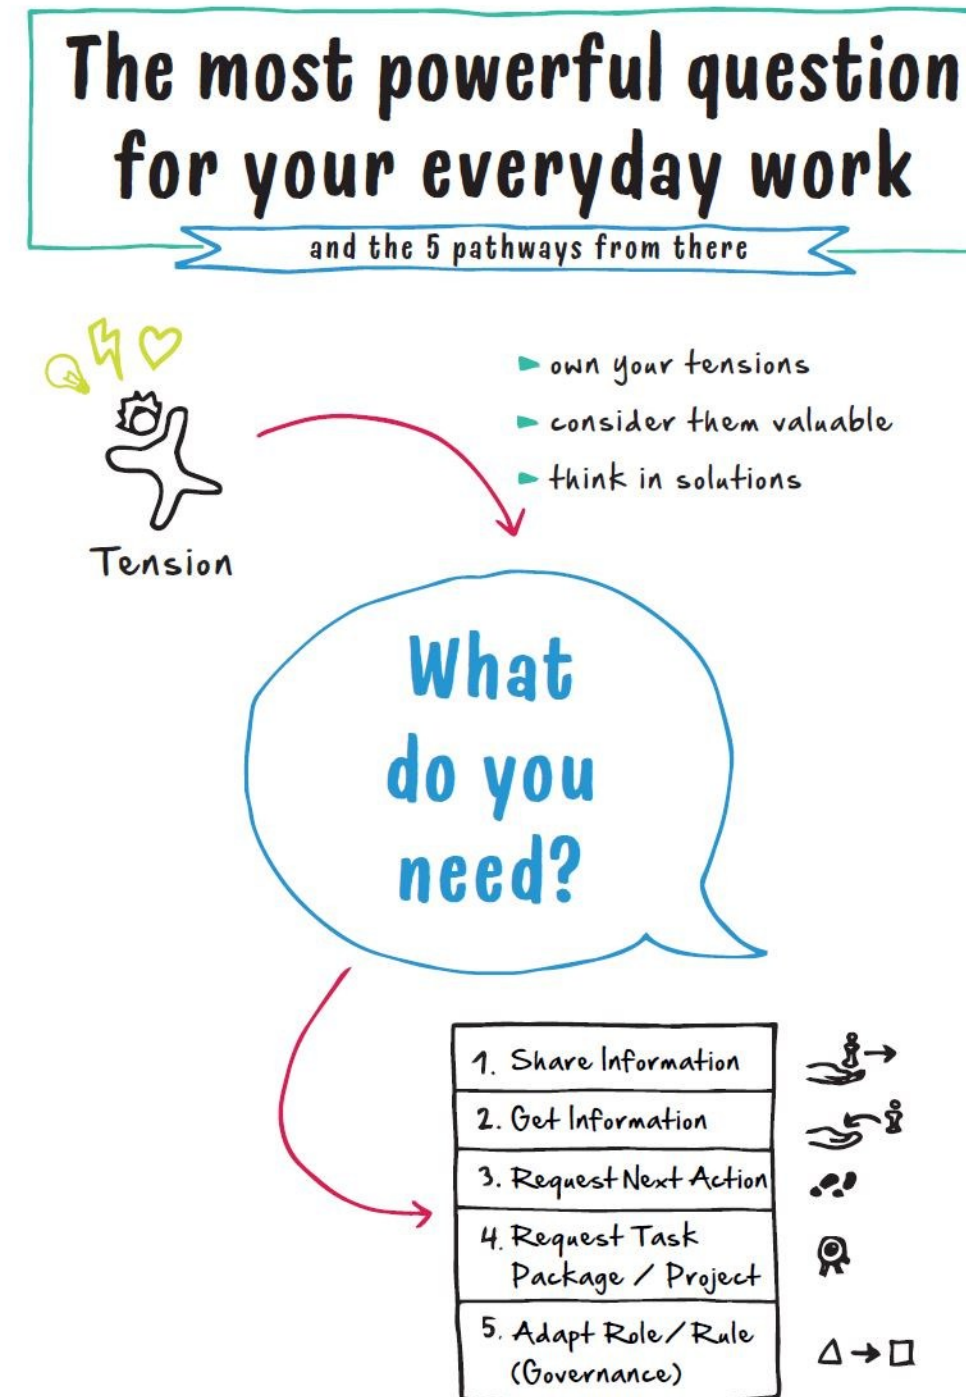 The most powerful question
for your everyday work
and the 5 pathways from there
own your tensions
consider them valuable
think in solutions
Tension
What
do you
need?
1. Share Information
2. Get Information
3. Request Next Action
4. Request Task
Package / Project
5. Adapt Role / Rule
(Governance)